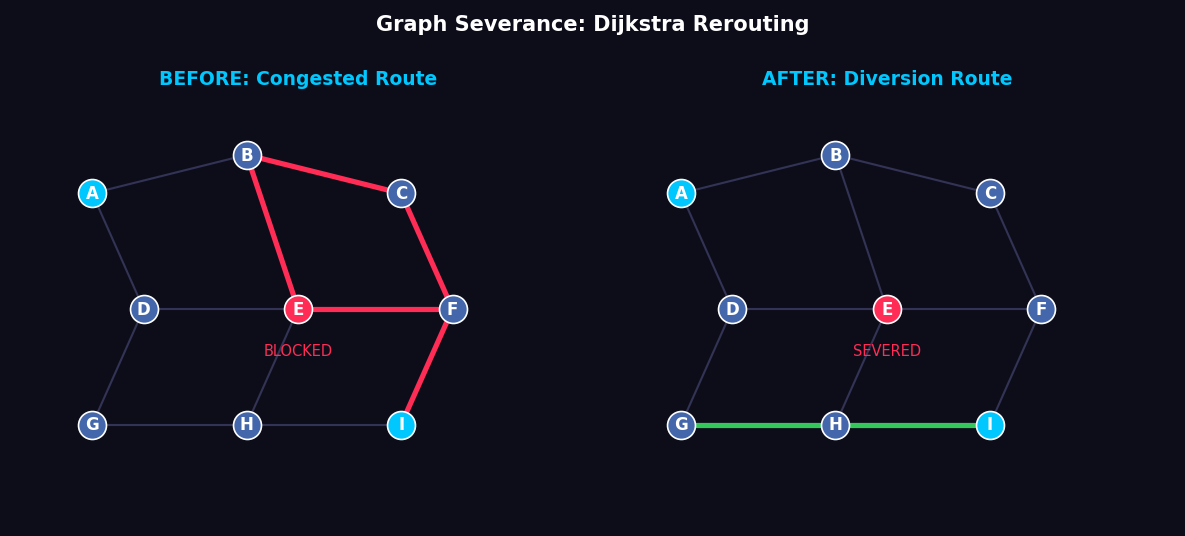 Graph Severance: Dijkstra Rerouting
BEFORE: Congested Route
B
A
C
D
E
F
BLOCKED
G
H
I
AFTER: Diversion Route
B
A
C
D
E
F
SEVERED
G
H
I